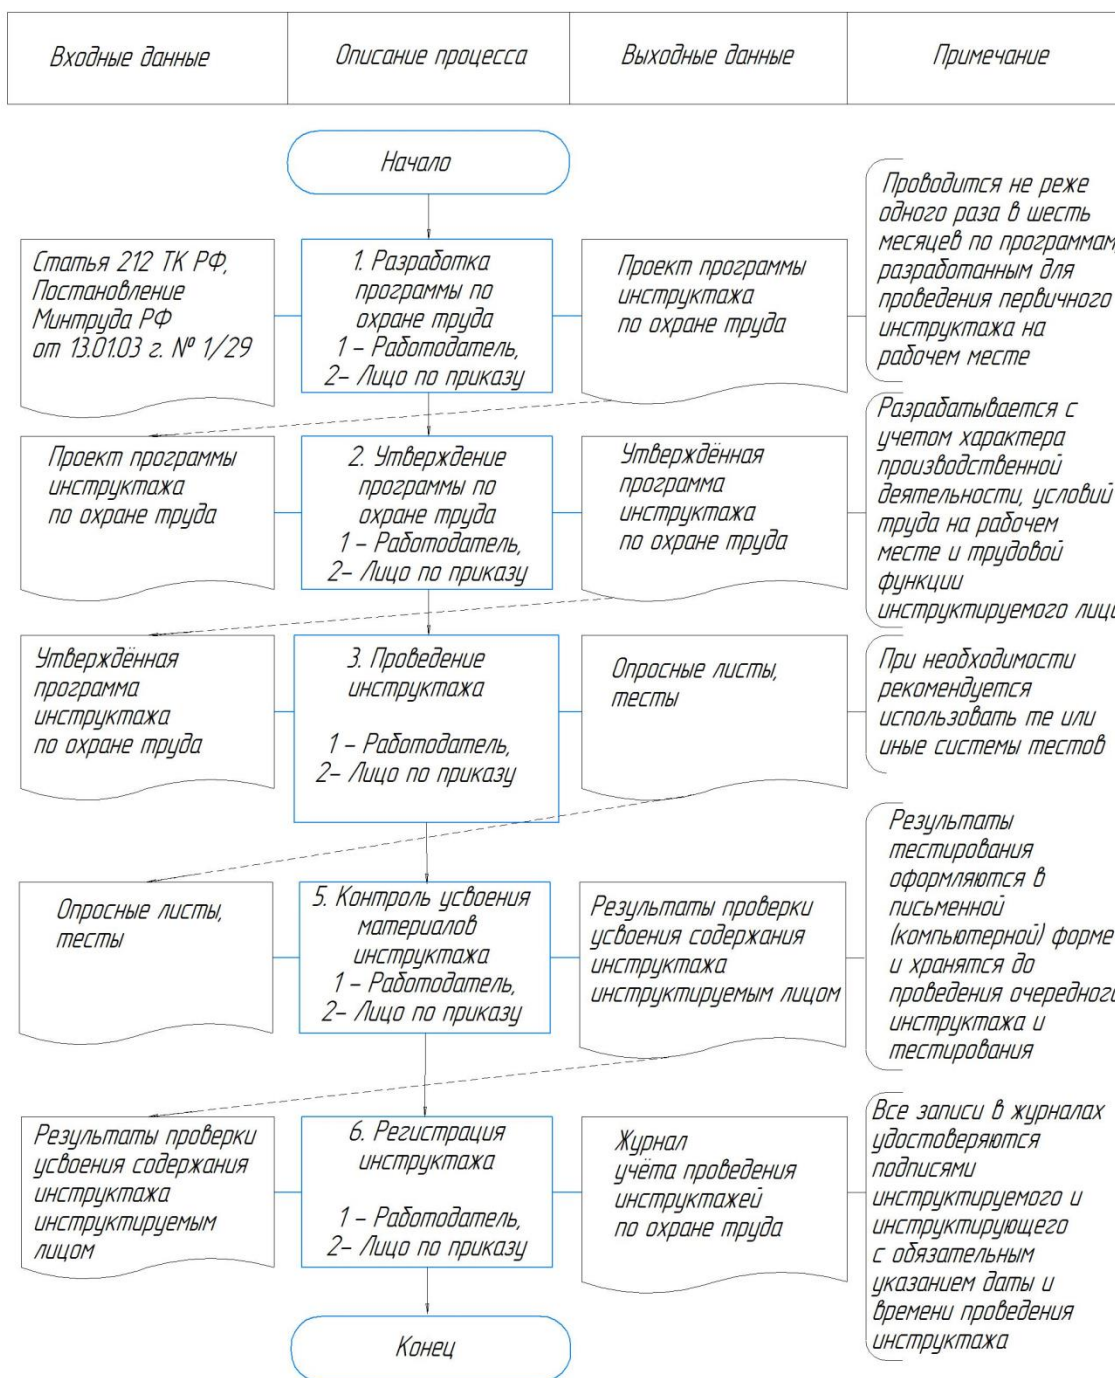 Входные данные
Описание процесса
Выходные данные
Примечание
Начало
Проводится не реже
одного раза в шесть
месяцев по программам,
разработанным для
проведения первичного
инструктажа на
рабочем месте
Статья 212 ТК РФ,
Постановление
Минтруда РФ
от 13.01.03 г. № 1/29
1. Разработка
программы по
охране труда
1 – Работодатель,
2– Лицо по приказу
Проект программы
инструктажа
по охране труда
Проект программы
инструктажа
по охране труда
2. Утверждение
программы по
охране труда
1 – Работодатель,
2– Лицо по приказу
Утверждённая
программа
инструктажа
по охране труда
Разрабатывается с
учетом характера
производственной
деятельности, условий
труда на рабочем
месте и трудовой
функции
инструктируемого лица
Утверждённая
программа
инструктажа
по охране труда
3. Проведение
инструктажа
1 – Работодатель,
2– Лицо по приказу
Опросные листы,
тесты
При необходимости
рекомендуется
использовать те или
иные системы тестов
Опросные листы,
тесты
5. Контроль усвоения
материалов
инструктажа
1 – Работодатель,
2– Лицо по приказу
Результаты проверки
усвоения содержания
инструктажа
инструктируемым лицом
Результаты
тестирования
оформляются в
письменной
(компьютерной) форме
и хранятся до
проведения очередного
инструктажа и
тестирования
Результаты проверки
усвоения содержания
инструктажа
инструктируемым
лицом
6. Регистрация
инструктажа
1 – Работодатель,
2– Лицо по приказу
Журнал
учёта проведения
инструктажей
по охране труда
Все записи в журналах
удостоверяются
подписями
инструктируемого и
инструктирующего
с обязательным
указанием даты и
времени проведения
инструктажа
Конец